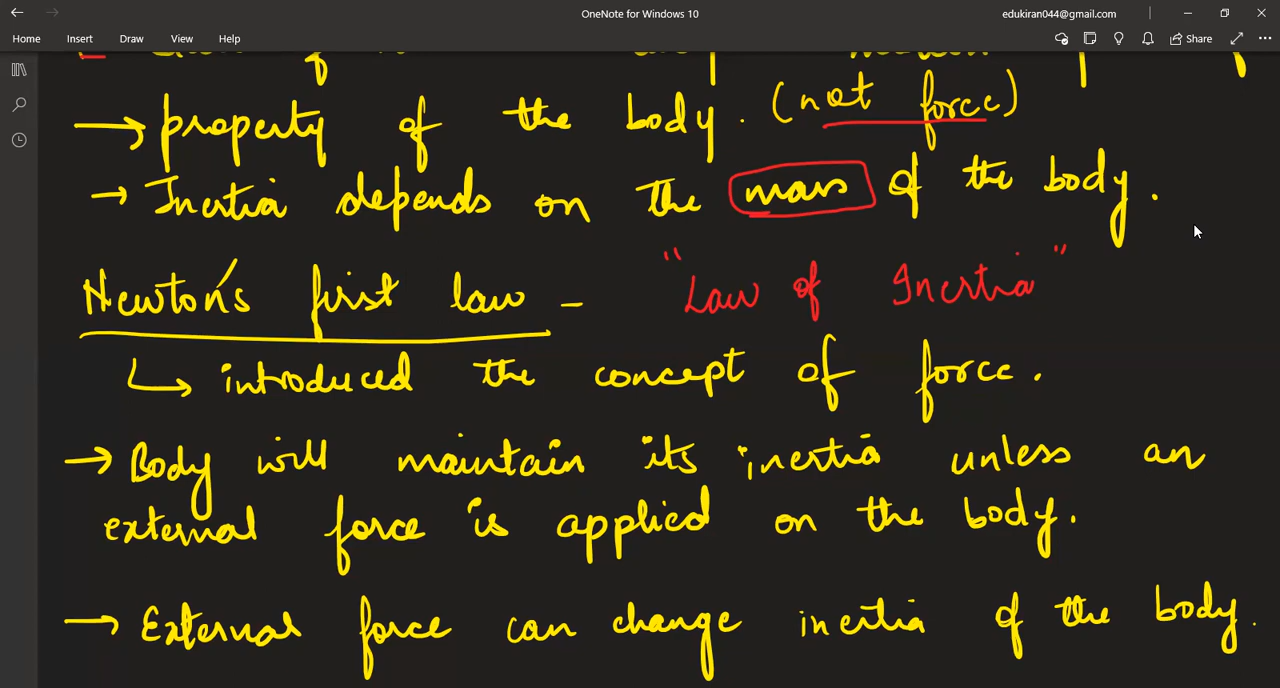 OneNote for Windows 10
edukiran044@gmail.com
Home Insert Draw View Help
Share
→ property of the body. (not force)
→ Inertia depends on the mass of the body.
Newton's first law – "Law of Inertia"
↳ introduced the concept of force.
→ Body will maintain its inertia unless an
external force is applied on the body.
→ External force can change inertia of the body.